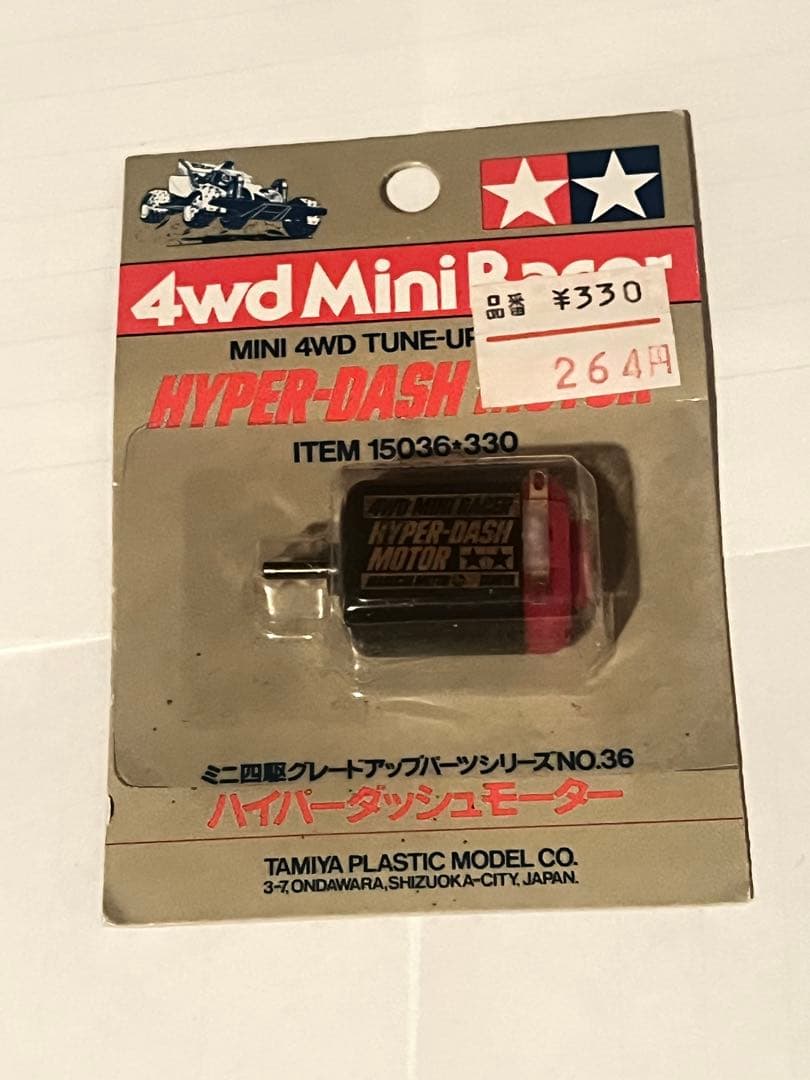 4wd Mini Racer
品番 ¥330
264円
MINI 4WD TUNE-UP
HYPER-DASH MOTOR
ITEM 15036★330
4WD MINI RACER
HYPER-DASH
MOTOR
ミニ四駆グレードアップパーツシリーズNO.36
ハイパーダッシュモーター
TAMIYA PLASTIC MODEL CO.
3-7, ONDAWARA, SHIZUOKA-CITY, JAPAN.